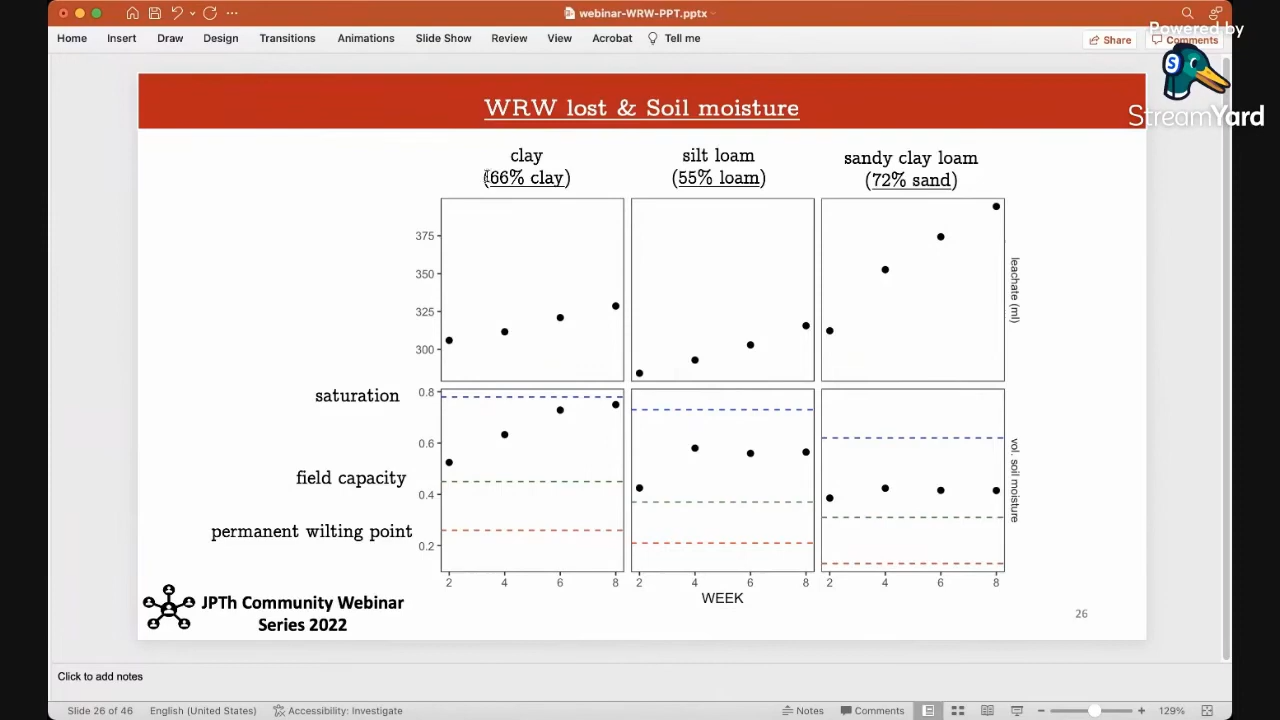 webinar-WRW-PPT.pptx
Home Insert Draw Design Transitions Animations Slide Show Review View Acrobat Tell me Share Comments
Powered by
S
StreamYard
WRW lost & Soil moisture
clay
(66% clay)
silt loam
(55% loam)
sandy clay loam
(72% sand)
375
350
325
300
leachate (ml)
saturation
field capacity
permanent wilting point
0.8
0.6
0.4
0.2
vol. soil moisture
2 4 6 8 2 4 6 8 2 4 6 8
WEEK
JPTh Community Webinar
Series 2022
26
Click to add notes
Slide 26 of 46 English (United States) Accessibility: Investigate Notes Comments 129%